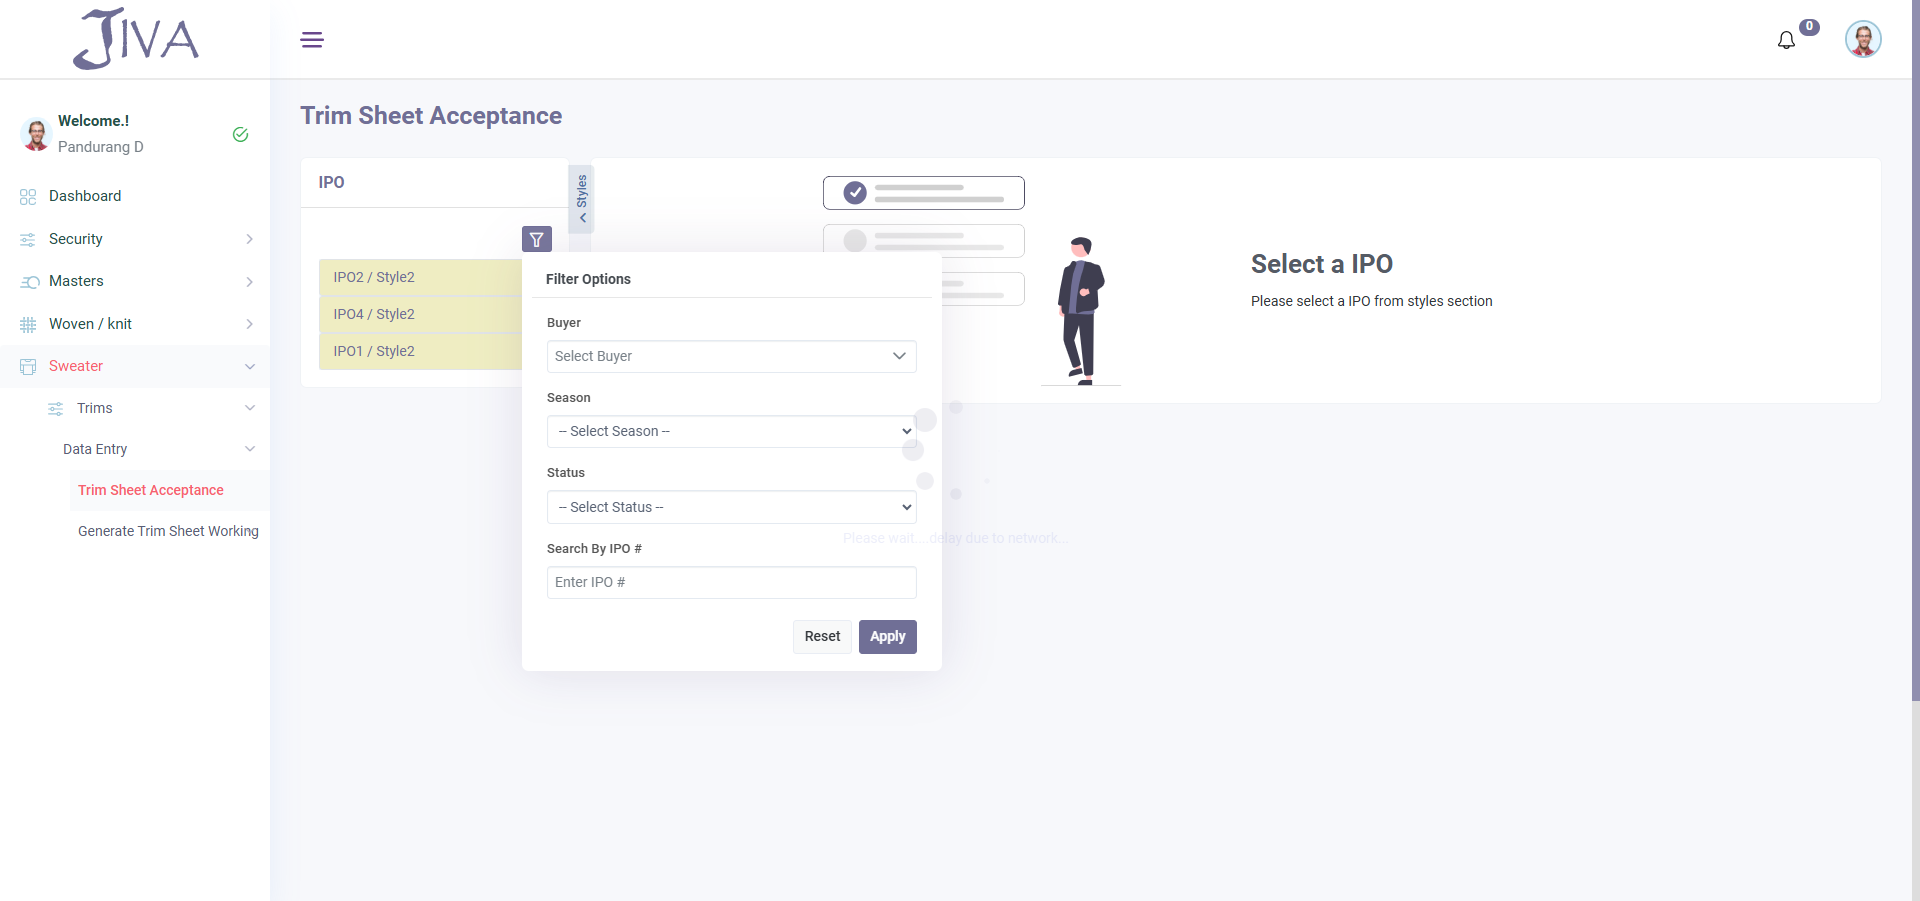 JIVA
0
Welcome.!
Pandurang D
Dashboard
Security
Masters
Woven / knit
Sweater
Trims
Data Entry
Trim Sheet Acceptance
Generate Trim Sheet Working
Trim Sheet Acceptance
IPO
Styles
IPO2 / Style2
IPO4 / Style2
IPO1 / Style2
Filter Options
Buyer
Select Buyer
Season
-- Select Season --
Status
-- Select Status --
Search By IPO #
Enter IPO #
Reset
Apply
Please wait....delay due to network...
Select a IPO
Please select a IPO from styles section